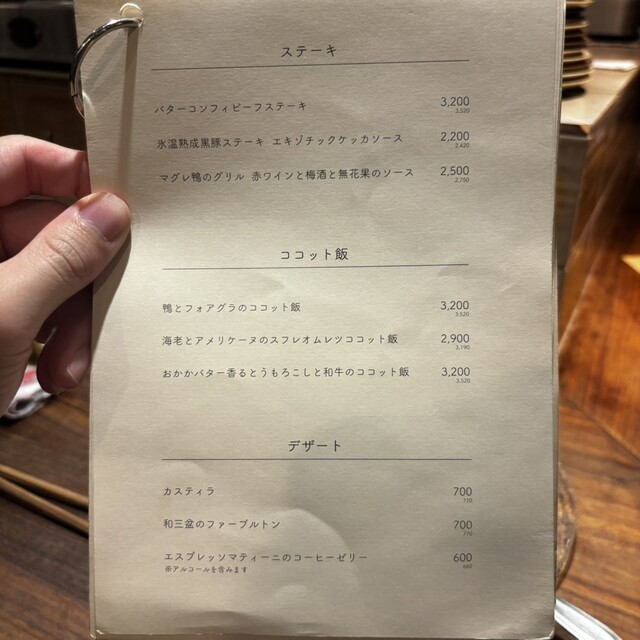 ステーキ
バターコンフィビーフステーキ 3,200
3,520
氷温熟成黒豚ステーキ エキゾチックケッカソース 2,200
2,420
マグレ鴨のグリル 赤ワインと梅酒と無花果のソース 2,500
2,750
ココット飯
鴨とフォアグラのココット飯 3,200
3,520
海老とアメリケーヌのスフレオムレツココット飯 2,900
3,190
おかかバター香るとうもろこしと和牛のココット飯 3,200
3,520
デザート
カスティラ 700
和三盆のファーブルトン 700
770
エスプレッソマティーニのコーヒーゼリー 600
660
※アルコールを含みます